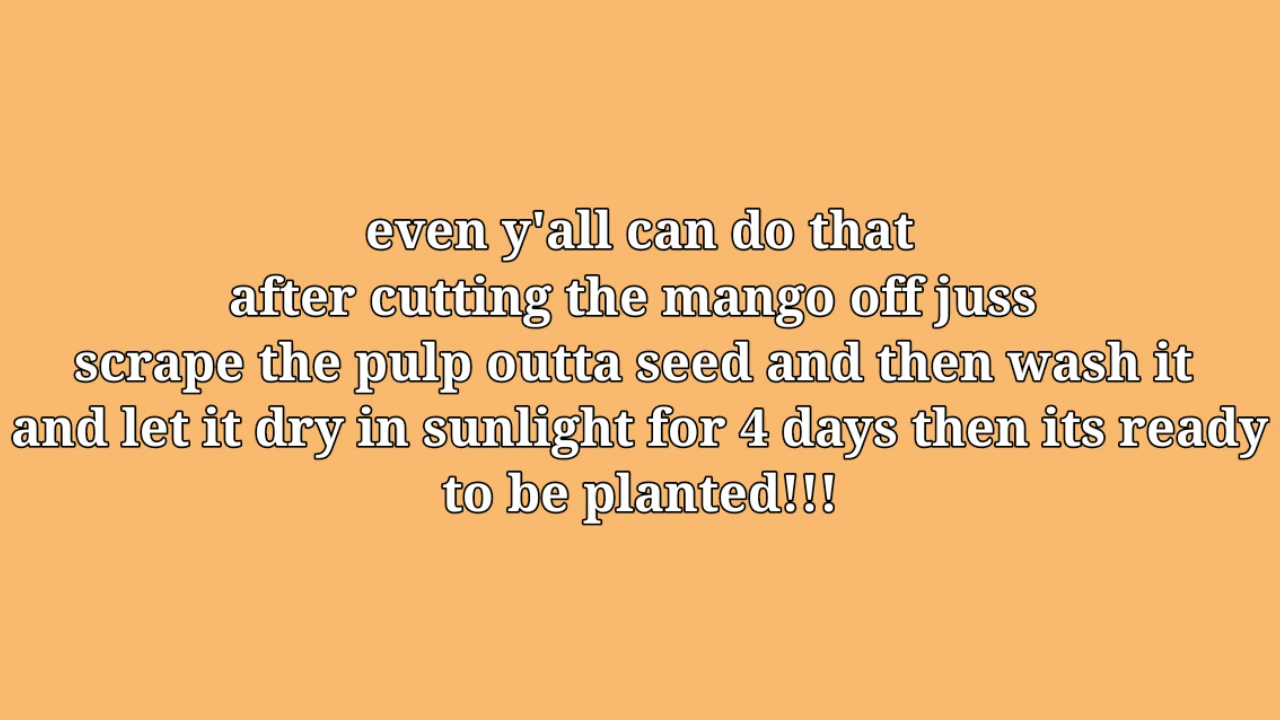 even y'all can do that
after cutting the mango off juss
scrape the pulp outta seed and then wash it
and let it dry in sunlight for 4 days then its ready
to be planted!!!